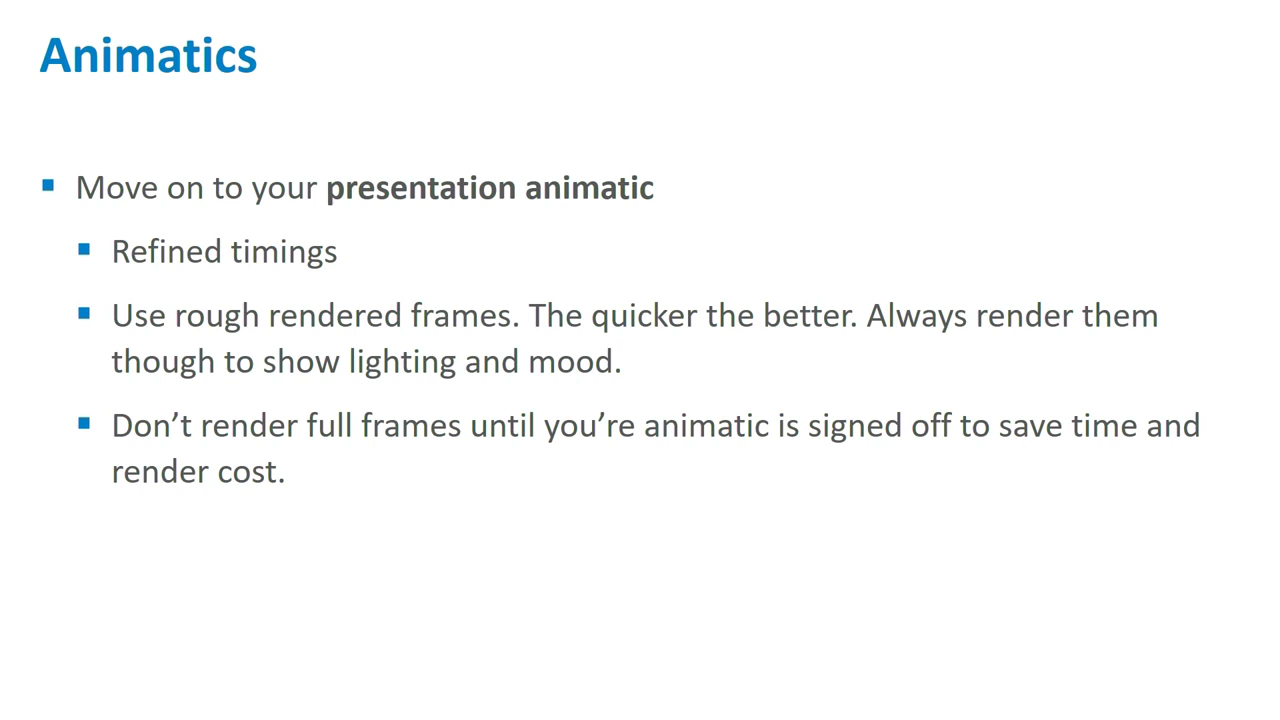 Animatics
Move on to your presentation animatic
Refined timings
Use rough rendered frames. The quicker the better. Always render them
though to show lighting and mood.
Don’t render full frames until you’re animatic is signed off to save time and
render cost.